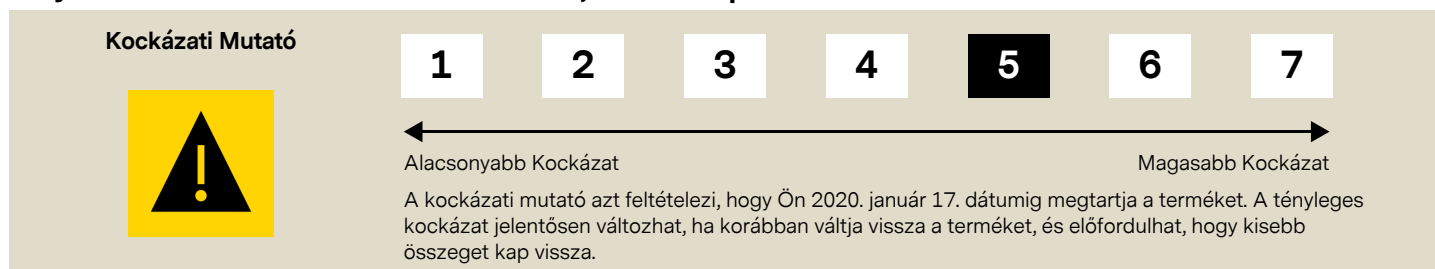 Kockázati Mutató
1 2 3 4 5 6 7
Alacsonyabb Kockázat Magasabb Kockázat
A kockázati mutató azt feltételezi, hogy Ön 2020. január 17. dátumig megtartja a terméket. A tényleges
kockázat jelentősen változhat, ha korábban váltja vissza a terméket, és előfordulhat, hogy kisebb
összeget kap vissza.